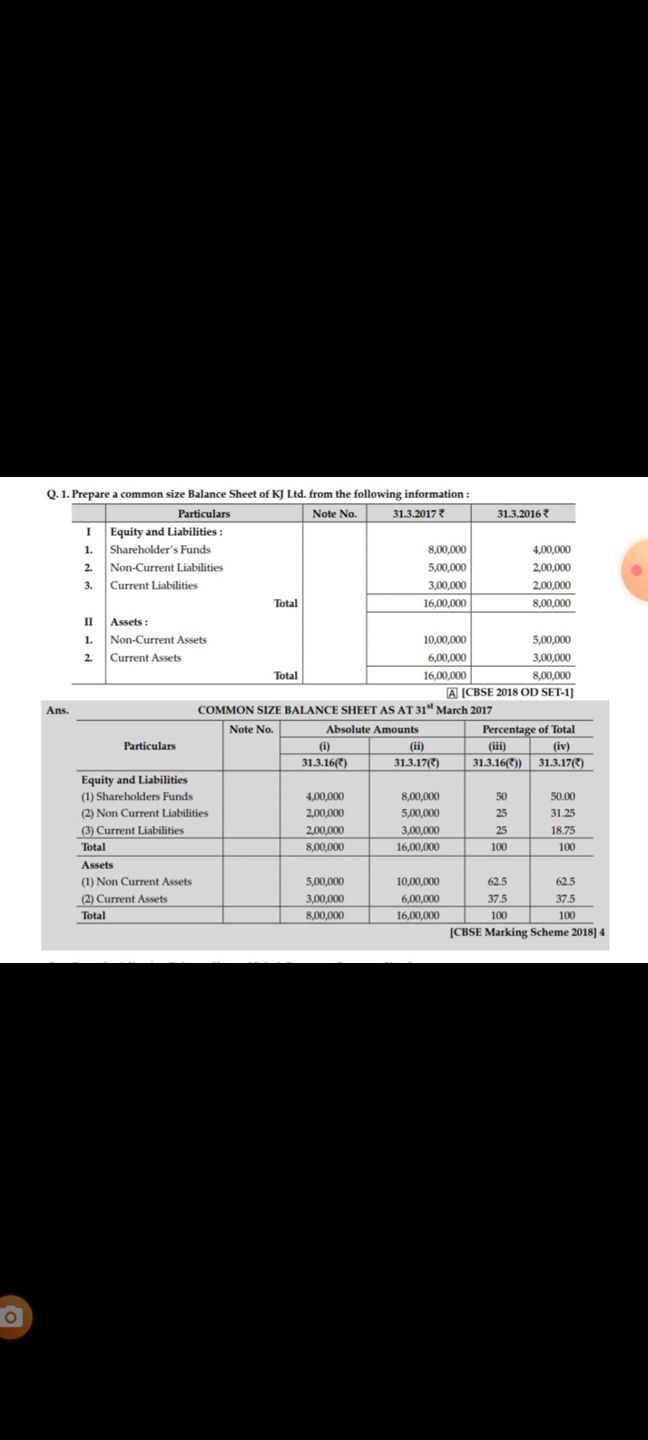 Q. 1. Prepare a common size Balance Sheet of KJ Ltd. from the following information :
Particulars Note No. 31.3.2017 ₹ 31.3.2016 ₹
I Equity and Liabilities :
1. Shareholder's Funds 8,00,000 4,00,000
2. Non-Current Liabilities 5,00,000 2,00,000
3. Current Liabilities 3,00,000 2,00,000
Total 16,00,000 8,00,000
II Assets :
1. Non-Current Assets 10,00,000 5,00,000
2. Current Assets 6,00,000 3,00,000
Total 16,00,000 8,00,000
A [CBSE 2018 OD SET-1]
Ans. COMMON SIZE BALANCE SHEET AS AT 31st March 2017
Particulars Note No. Absolute Amounts Percentage of Total
(i) (ii) (iii) (iv)
31.3.16(₹) 31.3.17(₹) 31.3.16(₹)) 31.3.17(₹)
Equity and Liabilities
(1) Shareholders Funds 4,00,000 8,00,000 50 50.00
(2) Non Current Liabilities 2,00,000 5,00,000 25 31.25
(3) Current Liabilities 2,00,000 3,00,000 25 18.75
Total 8,00,000 16,00,000 100 100
Assets
(1) Non Current Assets 5,00,000 10,00,000 62.5 62.5
(2) Current Assets 3,00,000 6,00,000 37.5 37.5
Total 8,00,000 16,00,000 100 100
[CBSE Marking Scheme 2018] 4